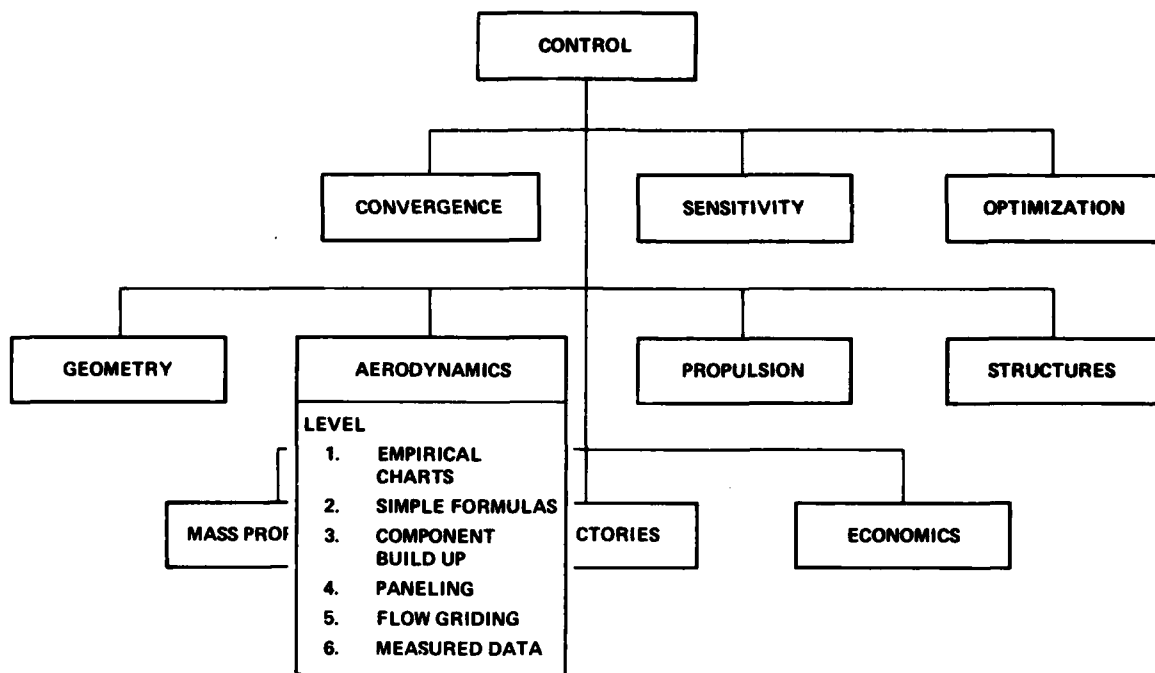 CONTROL
CONVERGENCE
SENSITIVITY
OPTIMIZATION
GEOMETRY
AERODYNAMICS
PROPULSION
STRUCTURES
LEVEL
1. EMPIRICAL
CHARTS
2. SIMPLE FORMULAS
3. COMPONENT
BUILD UP
4. PANELING
5. FLOW GRIDING
6. MEASURED DATA
MASS PROP
CTORIES
ECONOMICS